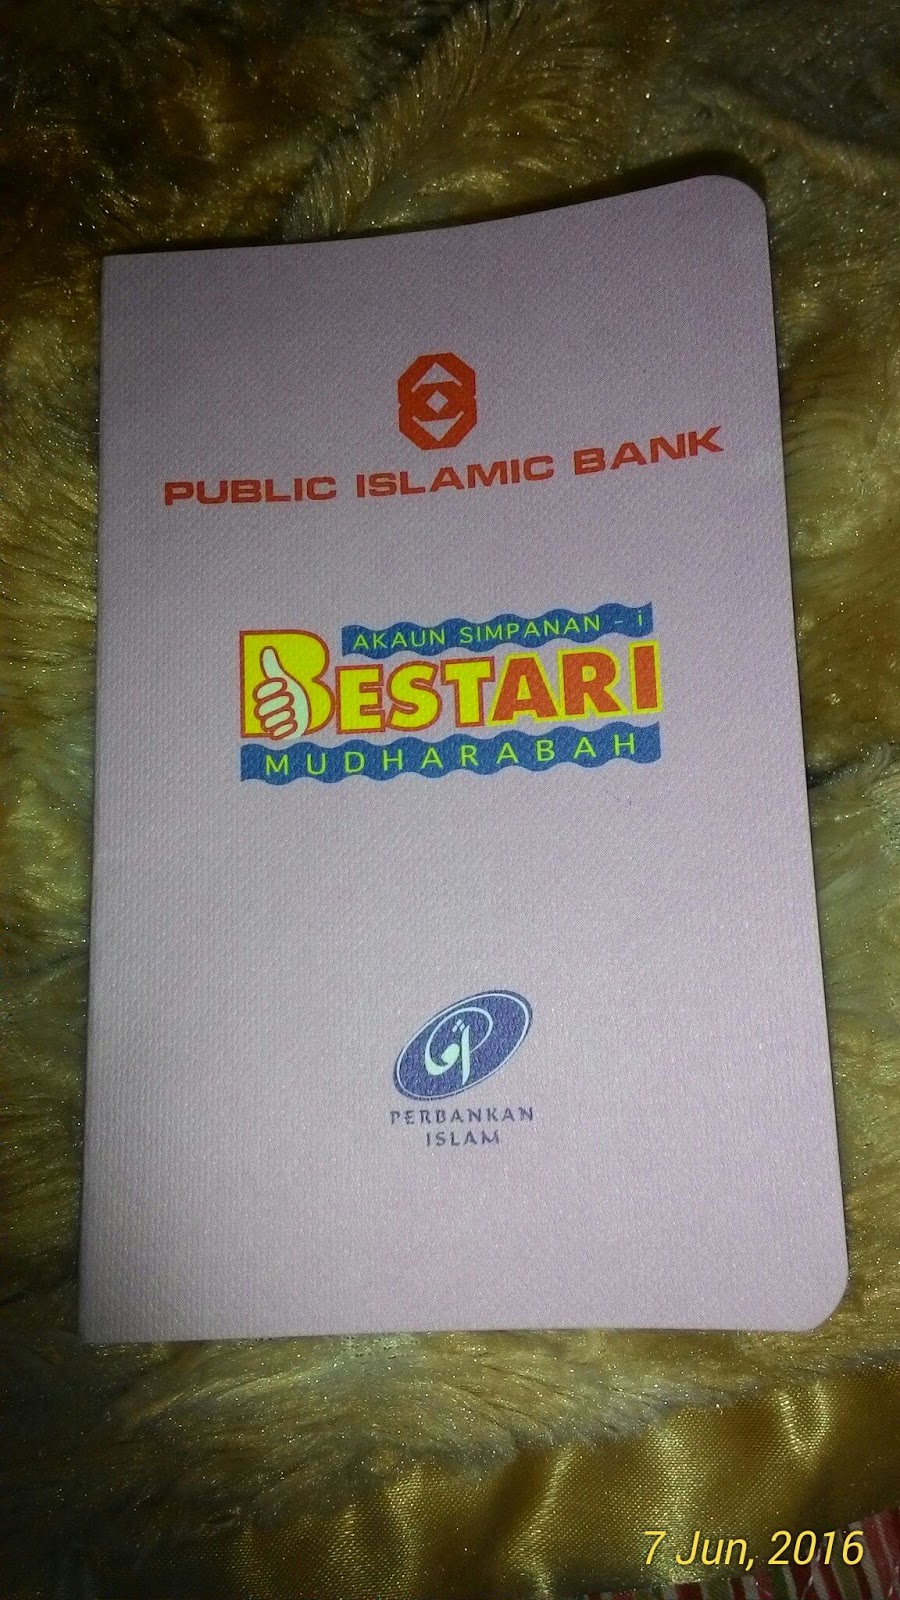 PUBLIC ISLAMIC BANK
AKAUN SIMPANAN - i
BESTARI
MUDHARABAH
PERBANKAN
ISLAM
7 Jun, 2016